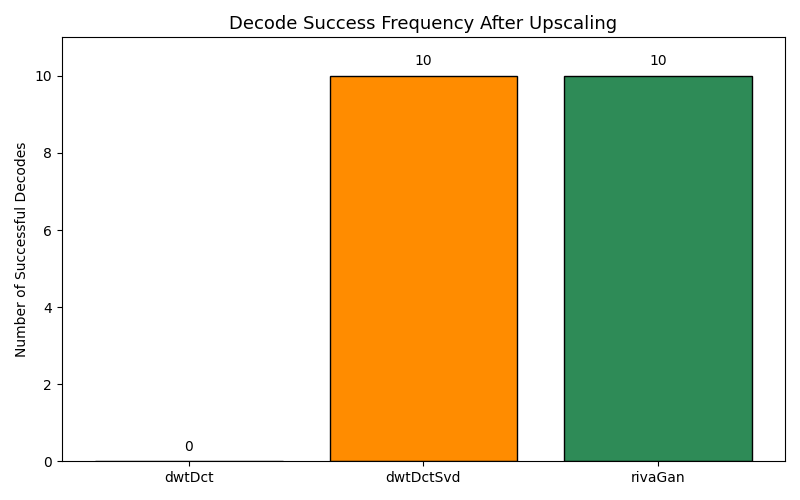 Decode Success Frequency After Upscaling
Number of Successful Decodes
10
8
6
4
2
0
0
10
10
dwtDct
dwtDctSvd
rivaGan